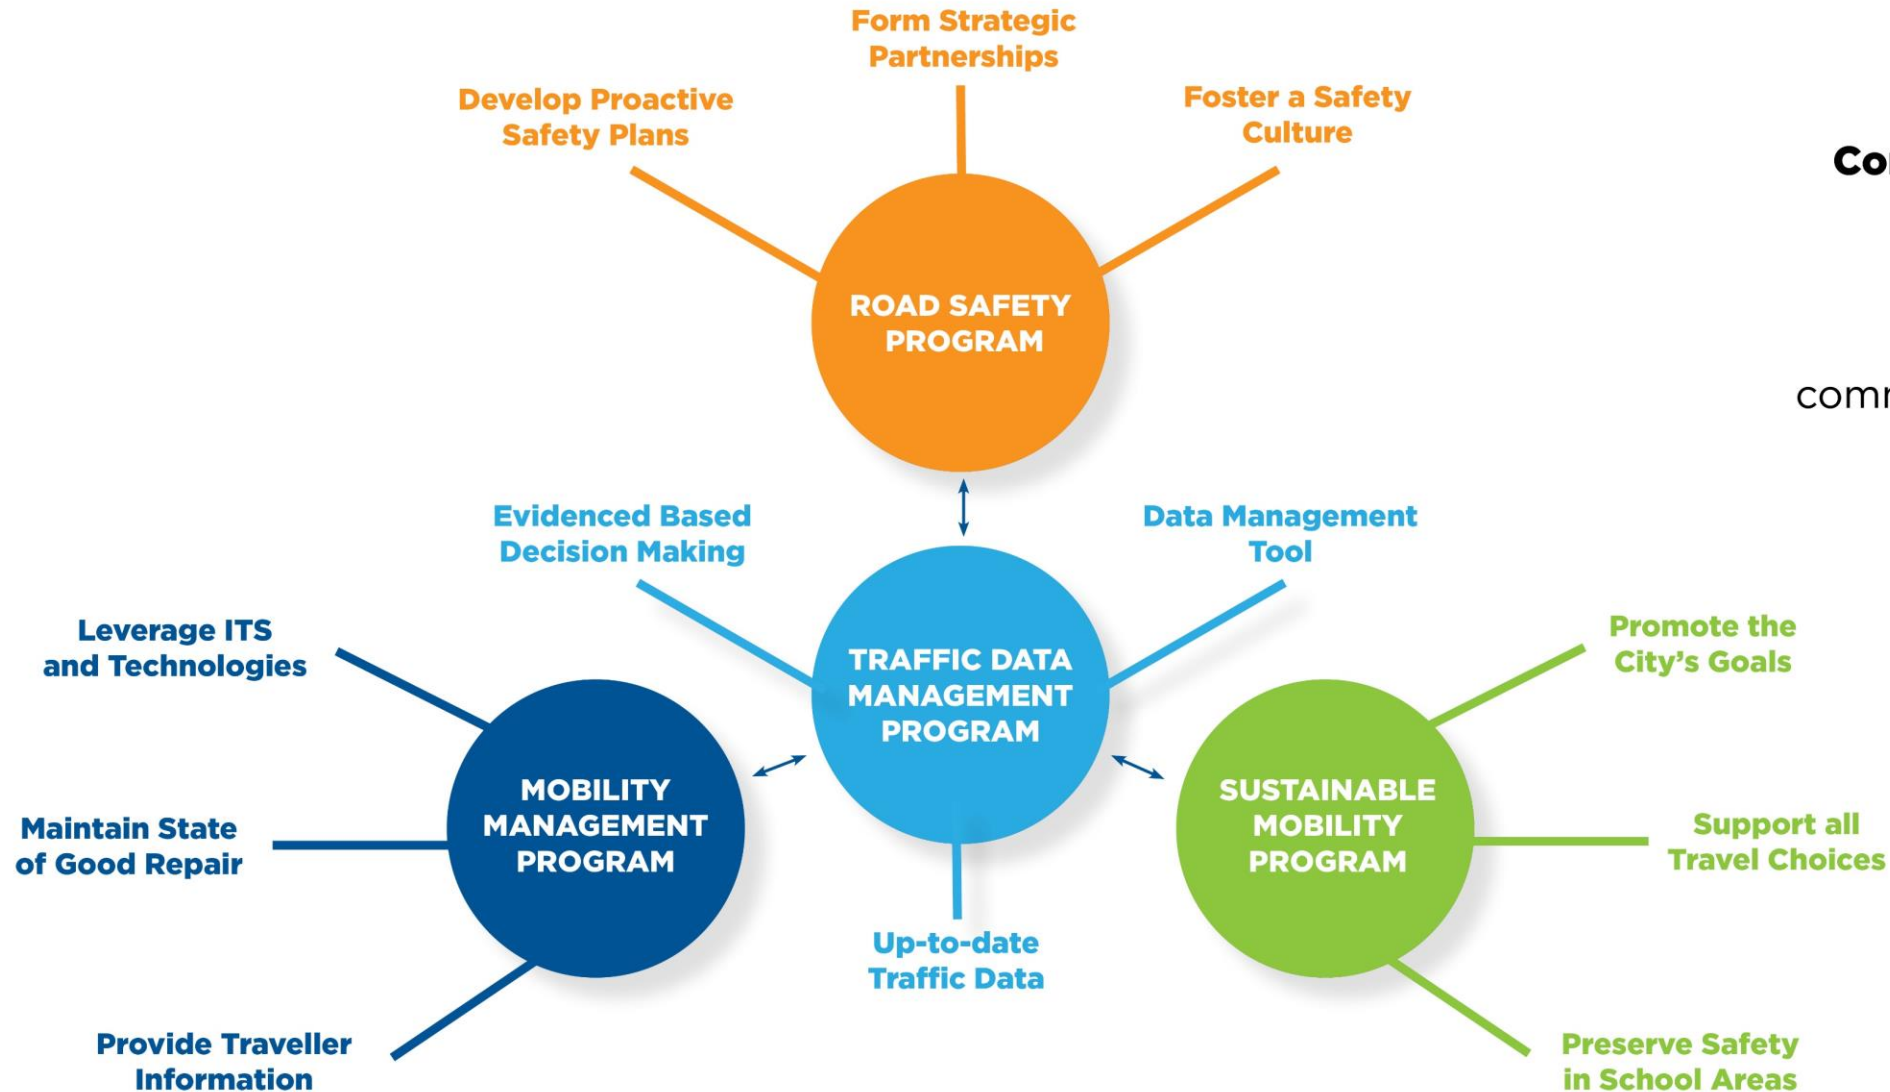 Form Strategic
Partnerships
Develop Proactive
Safety Plans
Foster a Safety
Culture
ROAD SAFETY
PROGRAM
Evidenced Based
Decision Making
Data Management
Tool
TRAFFIC DATA
MANAGEMENT
PROGRAM
Up-to-date
Traffic Data
Leverage ITS
and Technologies
Maintain State
of Good Repair
Provide Traveller
Information
MOBILITY
MANAGEMENT
PROGRAM
SUSTAINABLE
MOBILITY
PROGRAM
Promote the
City's Goals
Support all
Travel Choices
Preserve Safety
in School Areas